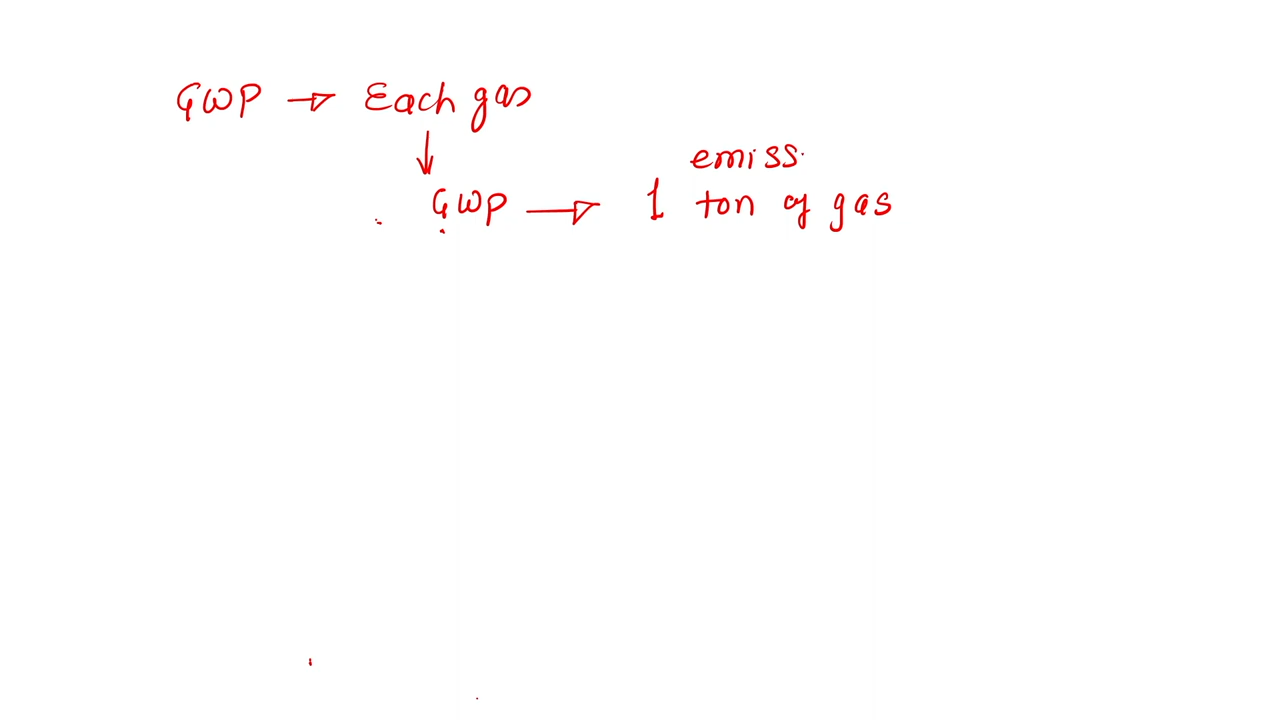 GWP → Each gas
↓
emiss
GWP → 1 ton of gas